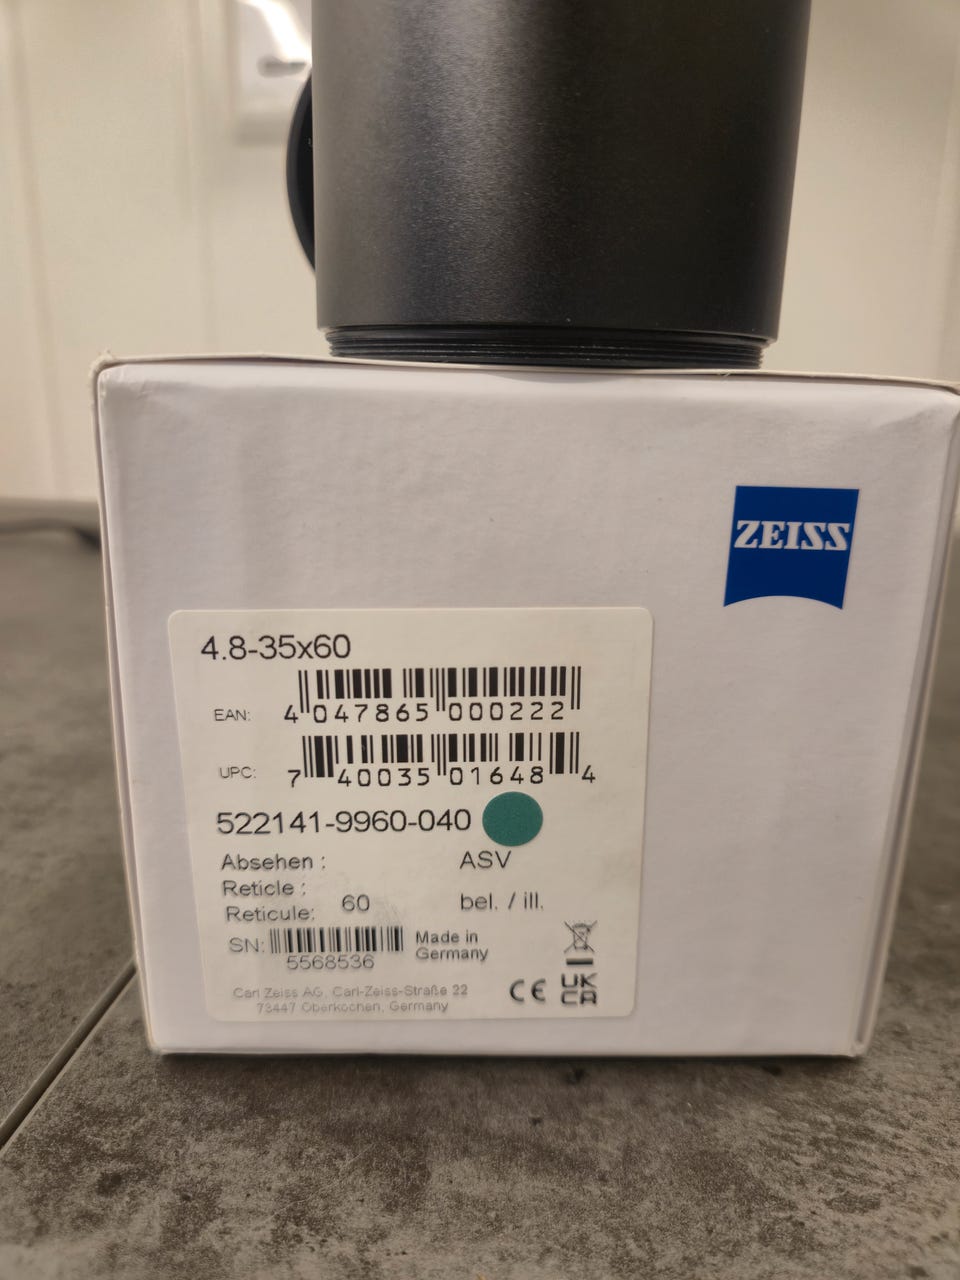 ZEISS
4.8-35x60
EAN: 4 047865 000222
UPC: 7 40035 01648 4
522141-9960-040
Absehen : ASV
Reticle :
Reticule: 60 bel. / ill.
SN: 5568536 Made in Germany
Carl Zeiss AG, Carl-Zeiss-Straße 22
73447 Oberkochen, Germany
CE UK CA